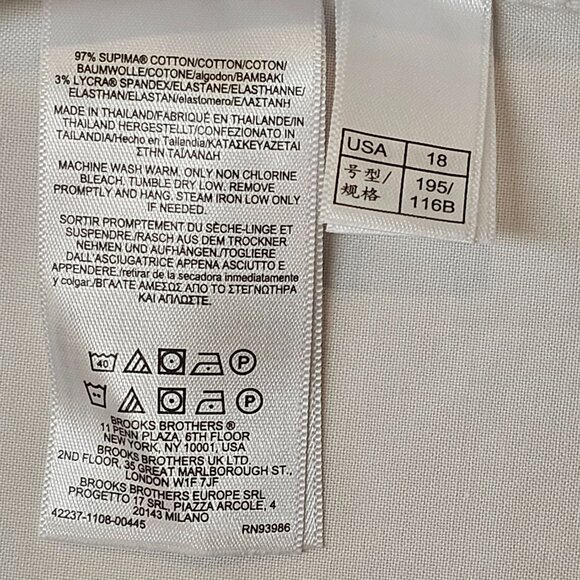 97% SUPIMA® COTTON/COTTON/COTON/
BAUMWOLLE/COTONE/algodon/BAMBAKI
3% LYCRA® SPANDEX/ELASTANE/ELASTHANNE/
ELASTHAN/ELASTAN/elastomero/ΕΛΑΣΤΑΝΗ
MADE IN THAILAND/FABRIQUÉ EN THAILANDE/IN
THAILAND HERGESTELLT/CONFEZIONATO IN
TAILANDIA/Hecho en Tailandia/ΚΑΤΑΣΚΕΥΑΖΕΤΑΙ
ΣΤΗΝ ΤΑΪΛΑΝΔΗ
MACHINE WASH WARM. ONLY NON CHLORINE
BLEACH. TUMBLE DRY LOW. REMOVE
PROMPTLY AND HANG. STEAM IRON LOW ONLY
IF NEEDED.
SORTIR PROMPTEMENT DU SÈCHE-LINGE ET
SUSPENDRE./RASCH AUS DEM TROCKNER
NEHMEN UND AUFHÄNGEN./TOGLIERE
DALL'ASCIUGATRICE APPENA ASCIUTTO E
APPENDERE./retirar de la secadora inmediatamente
y colgar./ΒΓΑΛΤΕ ΑΜΕΣΩΣ ΑΠΟ ΤΟ ΣΤΕΓΝΩΤΗΡΑ
ΚΑΙ ΑΠΛΩΣΤΕ.
40 P
P
BROOKS BROTHERS ®
11 PENN PLAZA, 6TH FLOOR
NEW YORK, NY 10001, USA
BROOKS BROTHERS UK LTD.
2ND FLOOR, 35 GREAT MARLBOROUGH ST.,
LONDON W1F 7JF
BROOKS BROTHERS EUROPE SRL
PROGETTO 17 SRL, PIAZZA ARCOLE, 4
20143 MILANO
42237-1108-00445 RN93986
USA 18
号型/ 195/
规格 116B